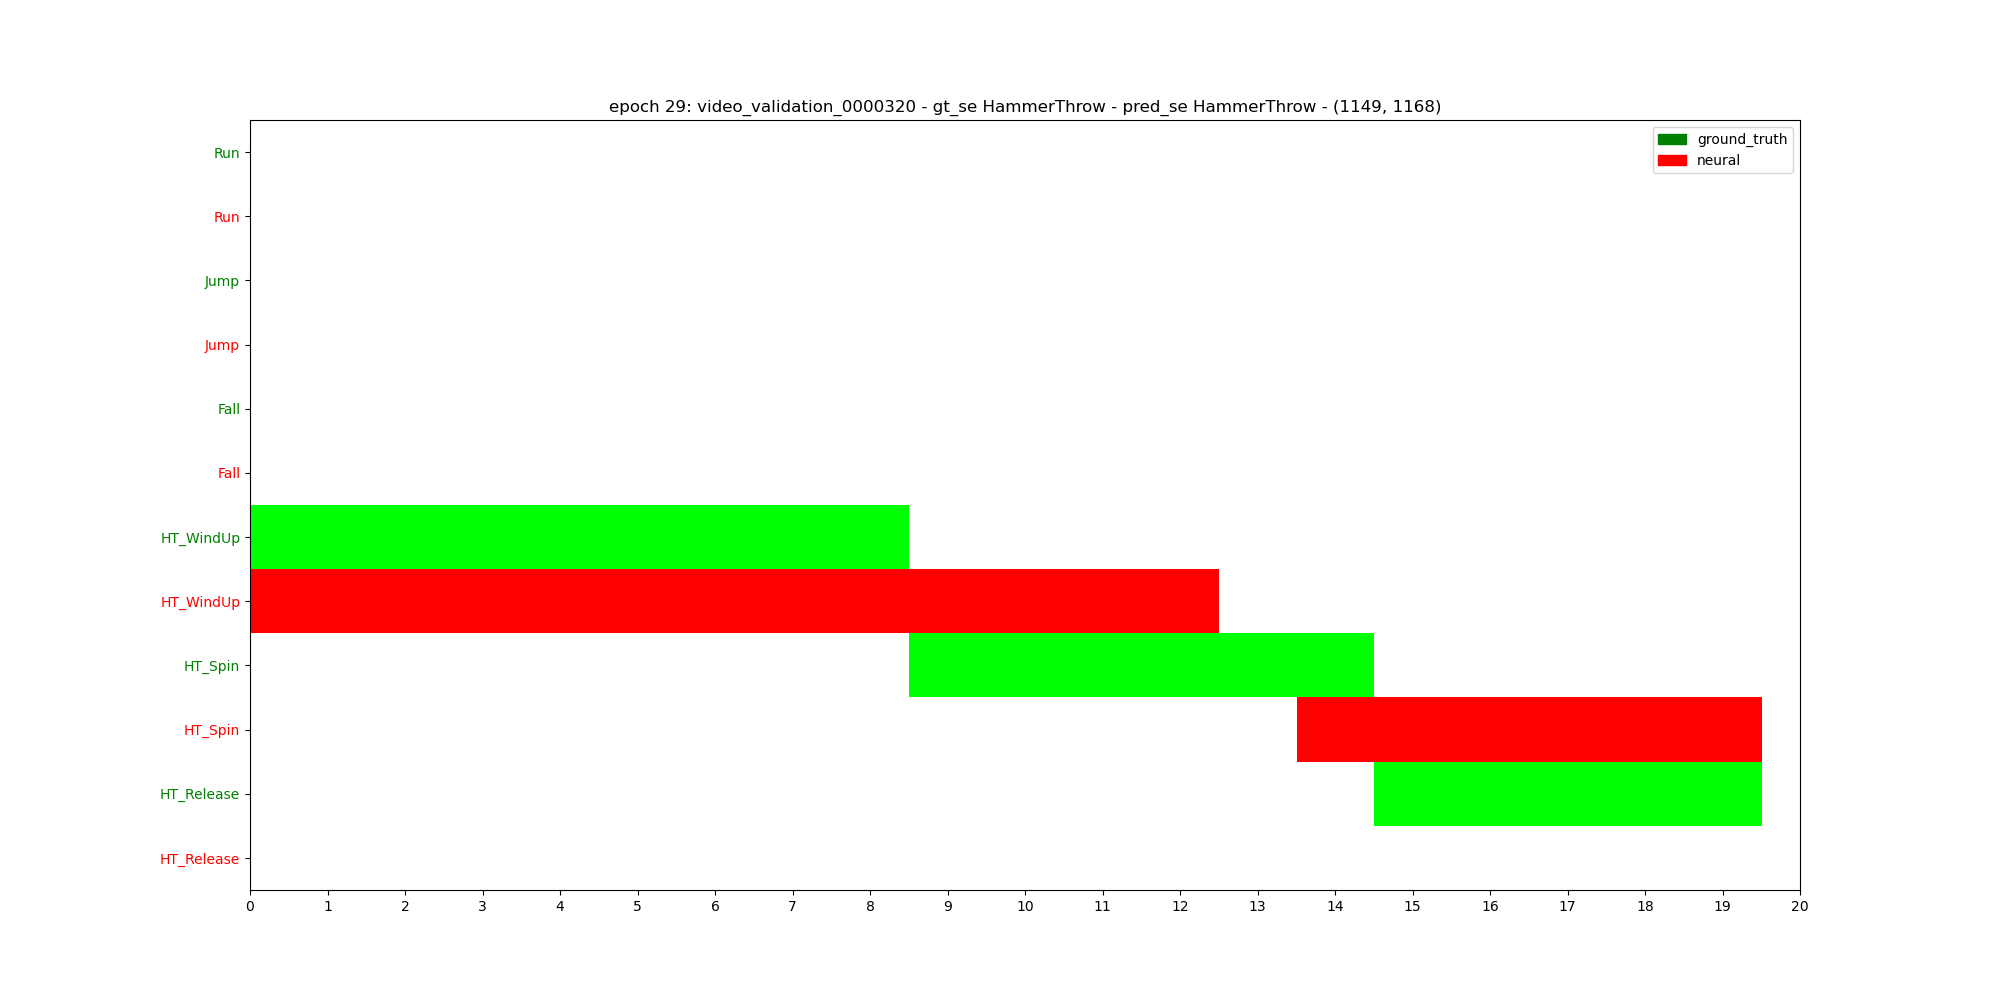 epoch 29: video_validation_0000320 - gt_se HammerThrow - pred_se HammerThrow - (1149, 1168)
ground_truth
neural
Run
Run
Jump
Jump
Fall
Fall
HT_WindUp
HT_WindUp
HT_Spin
HT_Spin
HT_Release
HT_Release
0 1 2 3 4 5 6 7 8 9 10 11 12 13 14 15 16 17 18 19 20